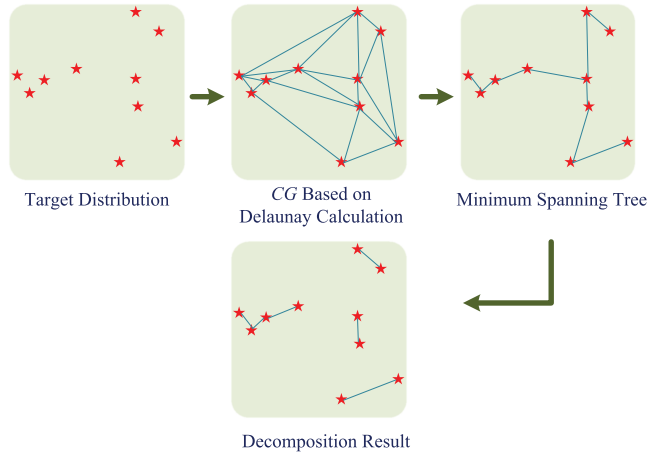 Target Distribution
CG Based on
Delaunay Calculation
Minimum Spanning Tree
Decomposition Result